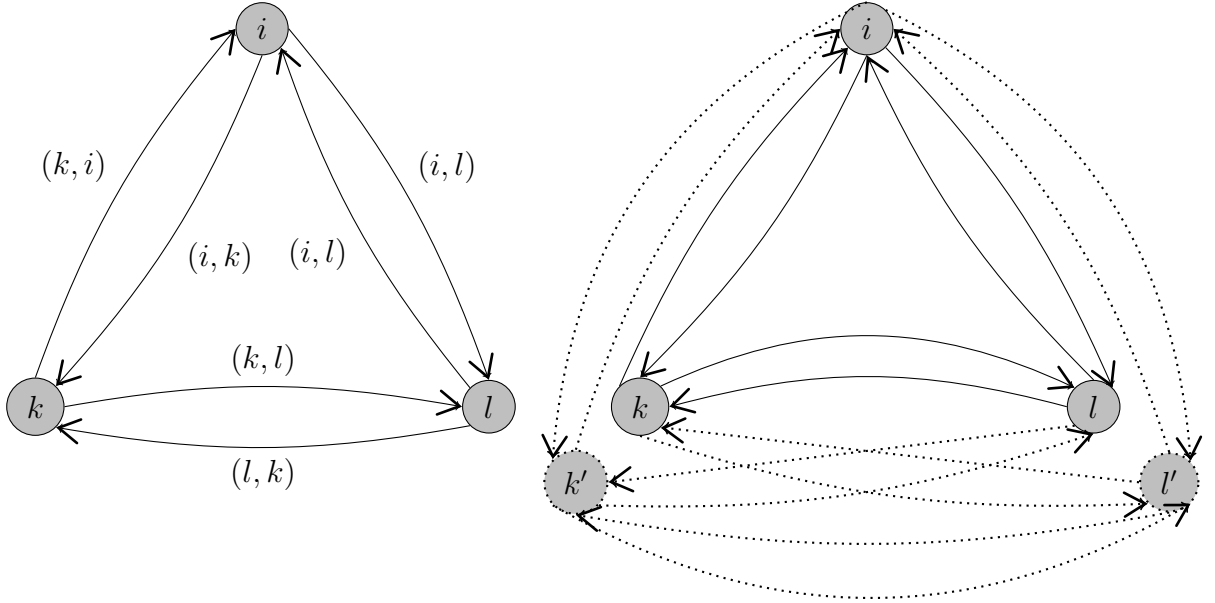 i
(k, i)
(i, l)
(i, k)
(i, l)
(k, l)
k
l
(l, k)
i
k
l
k′
l′